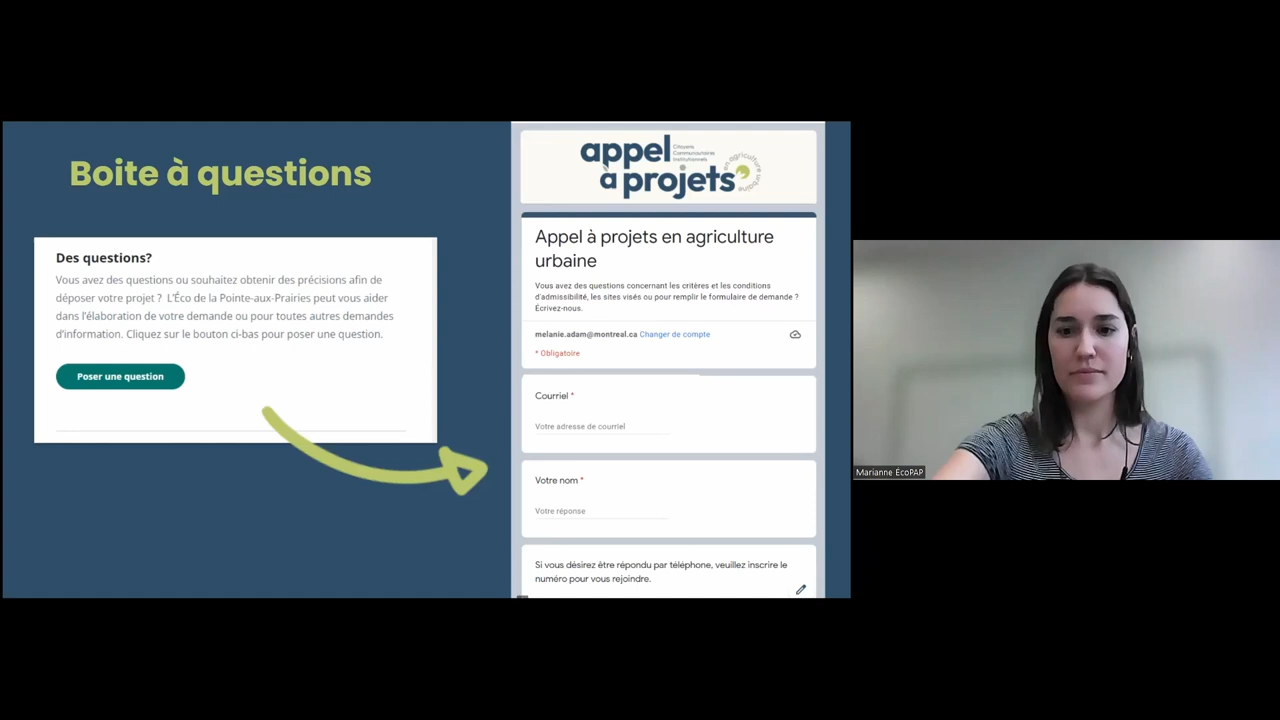 Boite à questions
Des questions?
Vous avez des questions ou souhaitez obtenir des précisions afin de
déposer votre projet ? L'Éco de la Pointe-aux-Prairies peut vous aider
dans l'élaboration de votre demande ou pour toutes autres demandes
d'information. Cliquez sur le bouton ci-bas pour poser une question.
Poser une question
appel
à projets
Citoyens
Communautaires
Institutionnels
en agriculture urbaine
Appel à projets en agriculture
urbaine
Vous avez des questions concernant les critères et les conditions
d'admissibilité, les sites visés ou pour remplir le formulaire de demande ?
Écrivez-nous.
melanie.adam@montreal.ca Changer de compte
* Obligatoire
Courriel *
Votre adresse de courriel
Votre nom *
Votre réponse
Si vous désirez être répondu par téléphone, veuillez inscrire le
numéro pour vous rejoindre.
Marianne ÉcoPAP